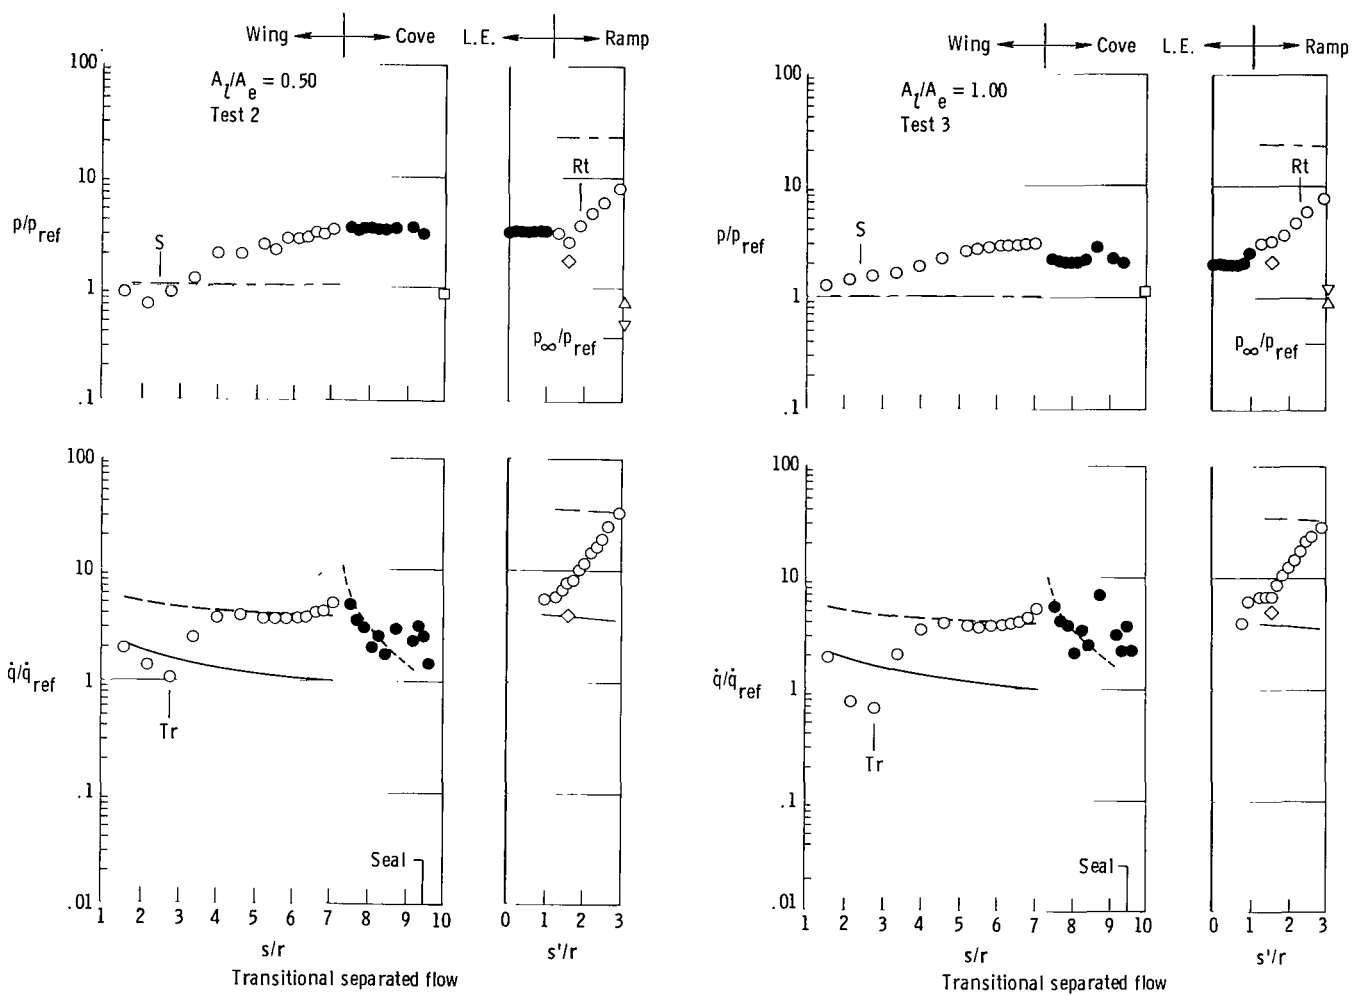 Wing Cove L.E. Ramp
A_l/A_e = 0.50
Test 2
100
10
1
.1
p/p_ref
S
Rt
p_∞/p_ref
100
10
1
.1
.01
q̇/q̇_ref
Tr
Seal
1 2 3 4 5 6 7 8 9 10
s/r
0 1 2 3
s'/r
Transitional separated flow
Wing Cove L.E. Ramp
A_l/A_e = 1.00
Test 3
100
10
1
.1
p/p_ref
S
Rt
p_∞/p_ref
100
10
1
.1
.01
q̇/q̇_ref
Tr
Seal
1 2 3 4 5 6 7 8 9 10
s/r
0 1 2 3
s'/r
Transitional separated flow